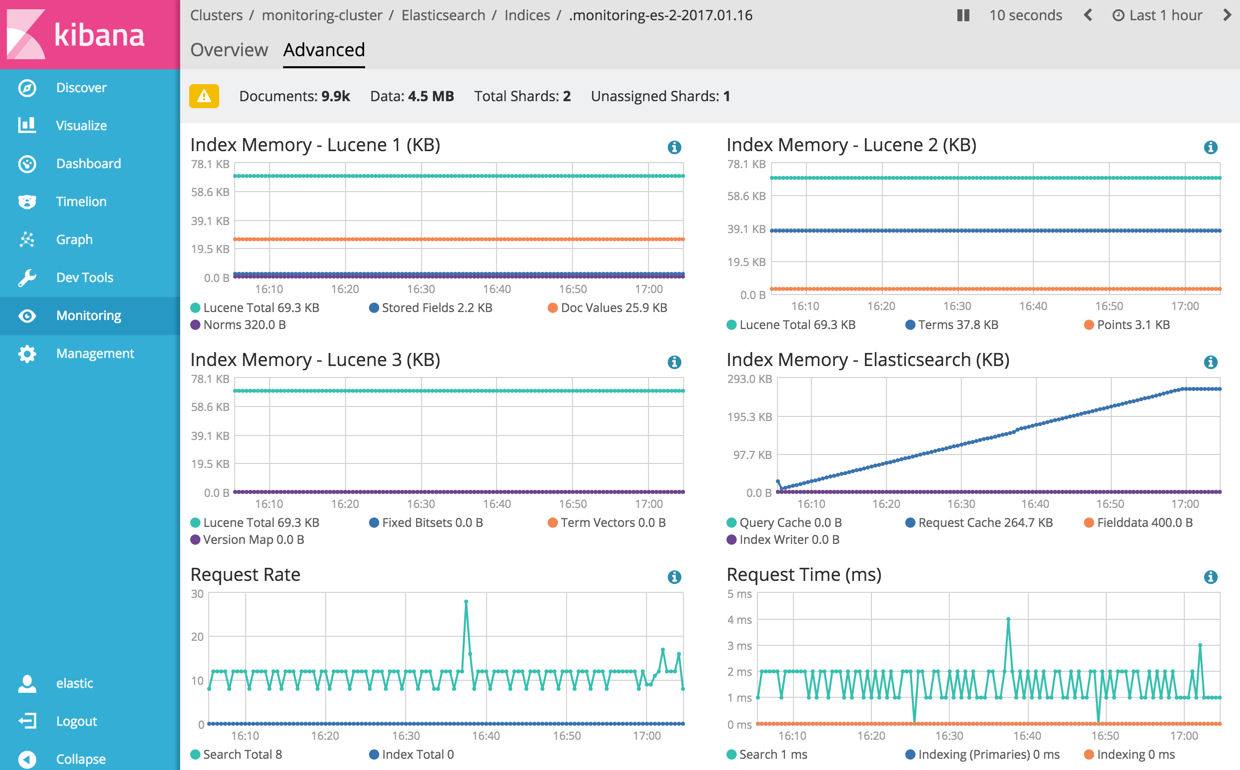 kibana
Discover
Visualize
Dashboard
Timelion
Graph
Dev Tools
Monitoring
Management
elastic
Logout
Collapse
Clusters / monitoring-cluster / Elasticsearch / Indices / .monitoring-es-2-2017.01.16
10 seconds Last 1 hour
Overview Advanced
Documents: 9.9k Data: 4.5 MB Total Shards: 2 Unassigned Shards: 1
Index Memory - Lucene 1 (KB)
78.1 KB
58.6 KB
39.1 KB
19.5 KB
0.0 B
16:10 16:20 16:30 16:40 16:50 17:00
Lucene Total 69.3 KB Stored Fields 2.2 KB Doc Values 25.9 KB
Norms 320.0 B
Index Memory - Lucene 2 (KB)
78.1 KB
58.6 KB
39.1 KB
19.5 KB
0.0 B
16:10 16:20 16:30 16:40 16:50 17:00
Lucene Total 69.3 KB Terms 37.8 KB Points 3.1 KB
Index Memory - Lucene 3 (KB)
78.1 KB
58.6 KB
39.1 KB
19.5 KB
0.0 B
16:10 16:20 16:30 16:40 16:50 17:00
Lucene Total 69.3 KB Fixed Bitsets 0.0 B Term Vectors 0.0 B
Version Map 0.0 B
Index Memory - Elasticsearch (KB)
293.0 KB
195.3 KB
97.7 KB
0.0 B
16:10 16:20 16:30 16:40 16:50 17:00
Query Cache 0.0 B Request Cache 264.7 KB Fielddata 400.0 B
Index Writer 0.0 B
Request Rate
30
20
10
0
16:10 16:20 16:30 16:40 16:50 17:00
Search Total 8 Index Total 0
Request Time (ms)
5 ms
4 ms
3 ms
2 ms
1 ms
0 ms
16:10 16:20 16:30 16:40 16:50 17:00
Search 1 ms Indexing (Primaries) 0 ms Indexing 0 ms